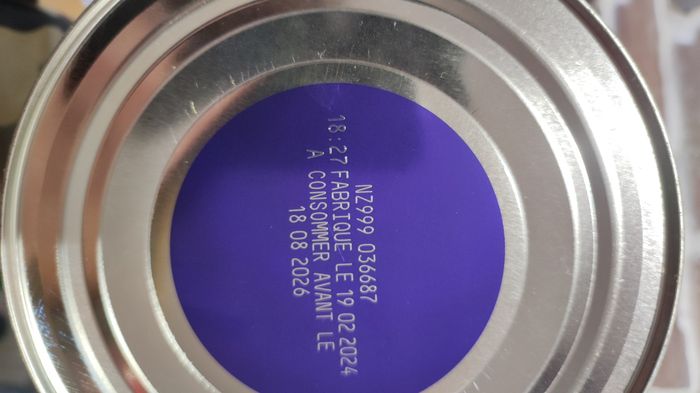 NZ999 036687
18:27 FABRIQUE LE 19 02 2024
A CONSOMMER AVANT LE
18 08 2026